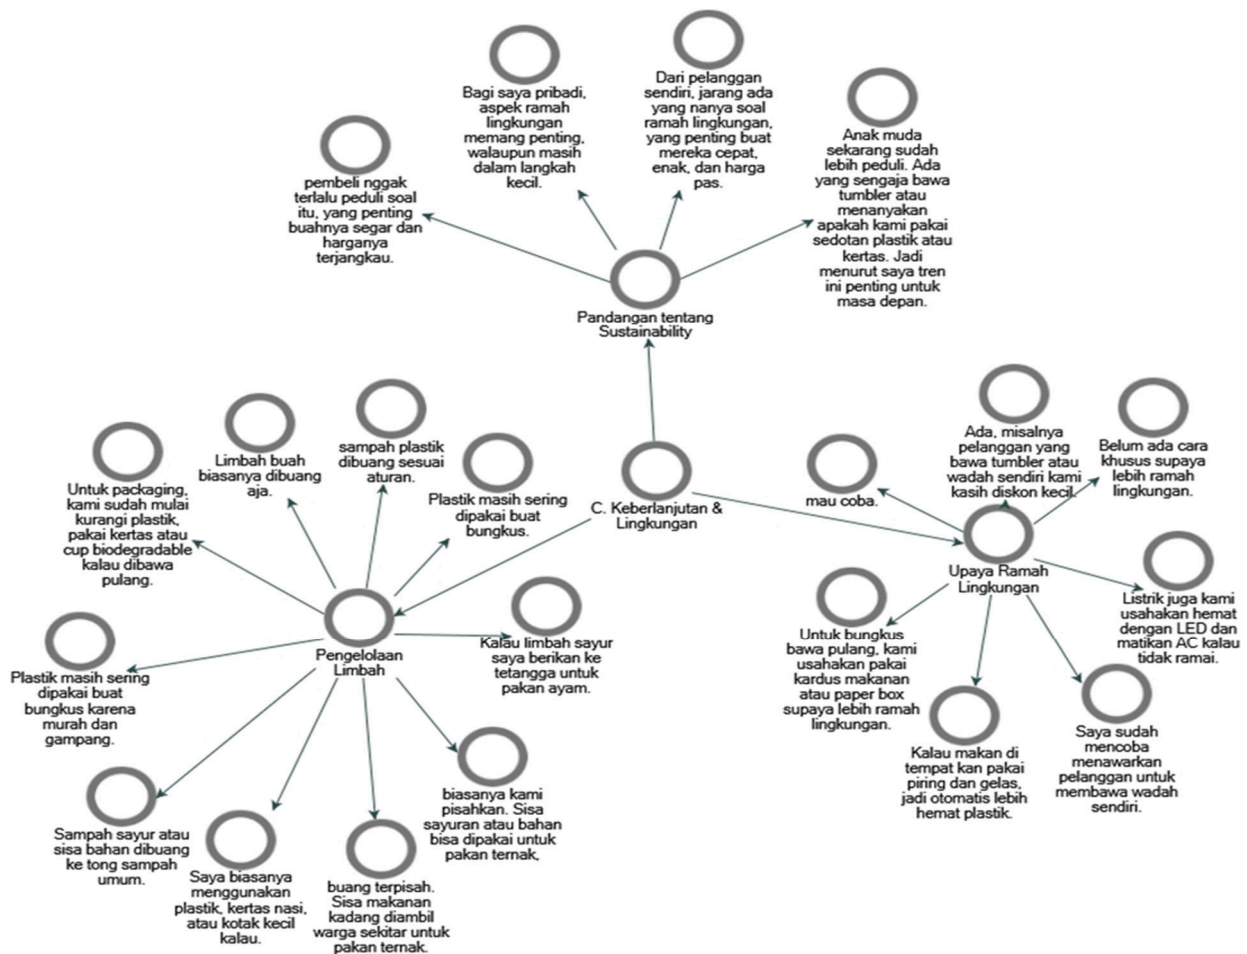 Bagi saya pribadi,
aspek ramah
lingkungan
memang penting,
walaupun masih
dalam langkah
kecil.
Dari pelanggan
sendiri, jarang ada
yang nanya soal
ramah lingkungan,
yang penting buat
mereka cepat,
enak, dan harga
pas.
Anak muda
sekarang sudah
lebih peduli. Ada
yang sengaja bawa
tumbler atau
menanyakan
apakah kami pakai
sedotan plastik atau
kertas. Jadi
menurut saya tren
ini penting untuk
masa depan.
pembeli nggak
terlalu peduli soal
itu, yang penting
buahnya segar dan
harganya
terjangkau.
Pandangan tentang
Sustainability
Untuk packaging,
kami sudah mulai
kurangi plastik,
pakai kertas atau
cup biodegradable
kalau dibawa
pulang.
Limbah buah
biasanya dibuang
aja.
sampah plastik
dibuang sesuai
aturan.
Plastik masih sering
dipakai buat
bungkus.
C. Keberlanjutan &
Lingkungan
mau coba.
Ada, misalnya
pelanggan yang
bawa tumbler atau
wadah sendiri kami
kasih diskon kecil.
Belum ada cara
khusus supaya
lebih ramah
lingkungan.
Upaya Ramah
Lingkungan
Listrik juga kami
usahakan hemat
dengan LED dan
matikan AC kalau
tidak ramai.
Pengelolaan
Limbah
Kalau limbah sayur
saya berikan ke
tetangga untuk
pakan ayam.
Untuk bungkus
bawa pulang, kami
usahakan pakai
kardus makanan
atau paper box
supaya lebih ramah
lingkungan.
Plastik masih sering
dipakai buat
bungkus karena
murah dan
gampang.
Kalau makan di
tempat kan pakai
piring dan gelas,
jadi otomatis lebih
hemat plastik.
Saya sudah
mencoba
menawarkan
pelanggan untuk
membawa wadah
sendiri.
Sampah sayur atau
sisa bahan dibuang
ke tong sampah
umum.
Saya biasanya
menggunakan
plastik, kertas nasi,
atau kotak kecil
kalau.
buang terpisah.
Sisa makanan
kadang diambil
warga sekitar untuk
pakan ternak.
biasanya kami
pisahkan. Sisa
sayuran atau bahan
bisa dipakai untuk
pakan ternak,